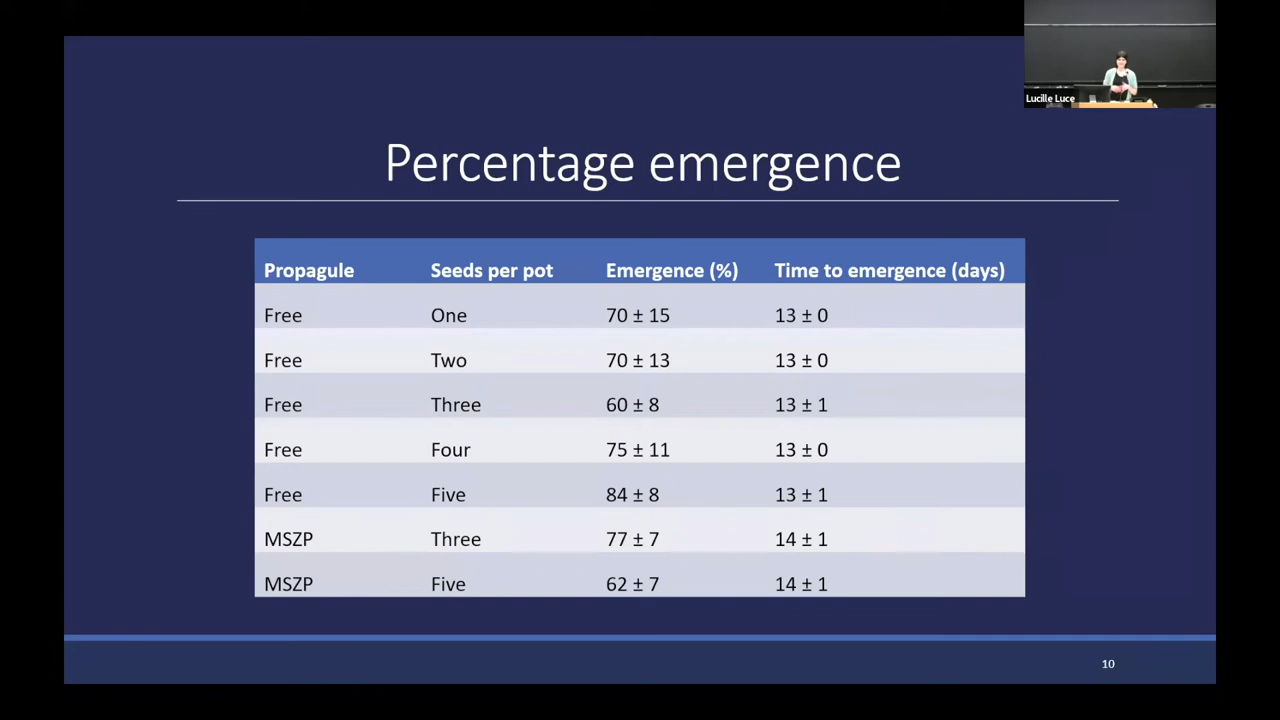 Lucille Luce
Percentage emergence
Propagule Seeds per pot Emergence (%) Time to emergence (days)
Free One 70 ± 15 13 ± 0
Free Two 70 ± 13 13 ± 0
Free Three 60 ± 8 13 ± 1
Free Four 75 ± 11 13 ± 0
Free Five 84 ± 8 13 ± 1
MSZP Three 77 ± 7 14 ± 1
MSZP Five 62 ± 7 14 ± 1
10